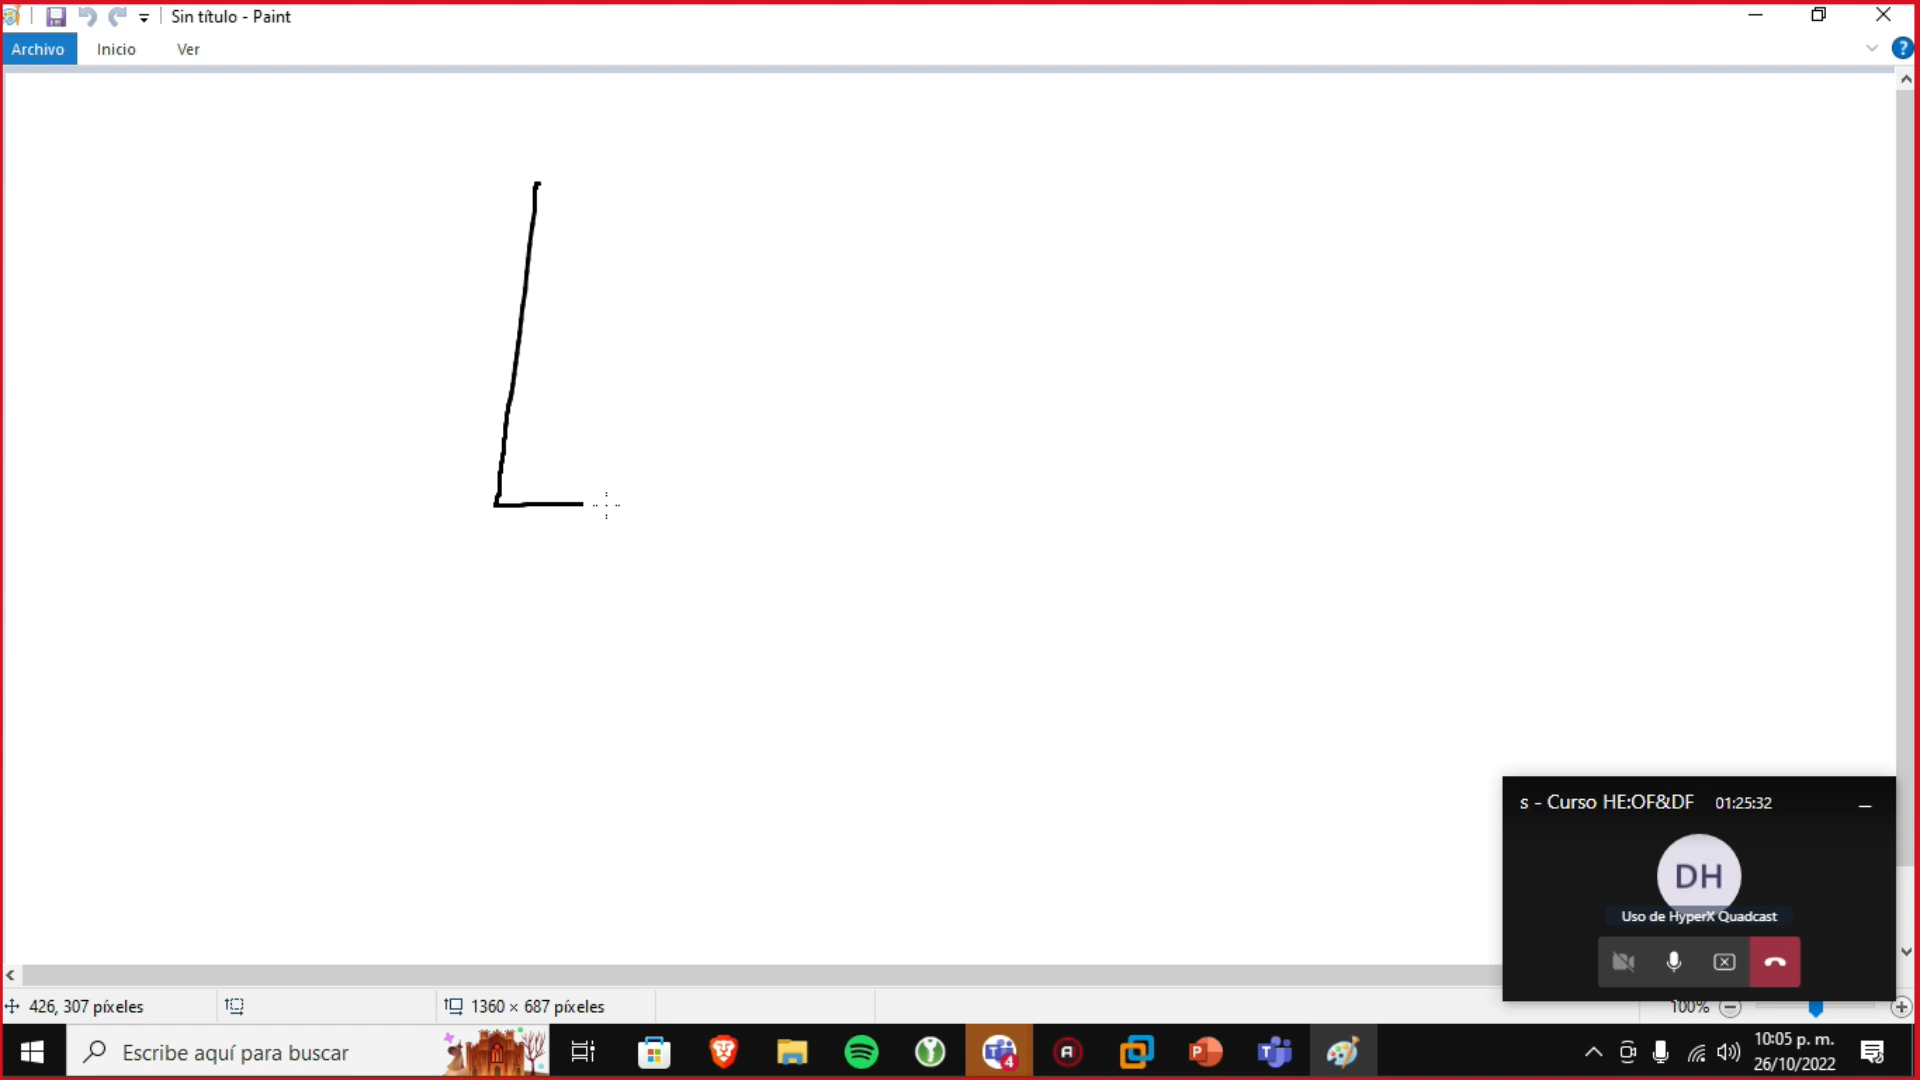 Sin título - Paint
Archivo Inicio Ver
?
s - Curso HE:OF&DF 01:25:32
DH
Uso de HyperX Quadcast
426, 307 píxeles
1360 × 687 píxeles
100%
Escribe aquí para buscar
4
10:05 p. m.
26/10/2022